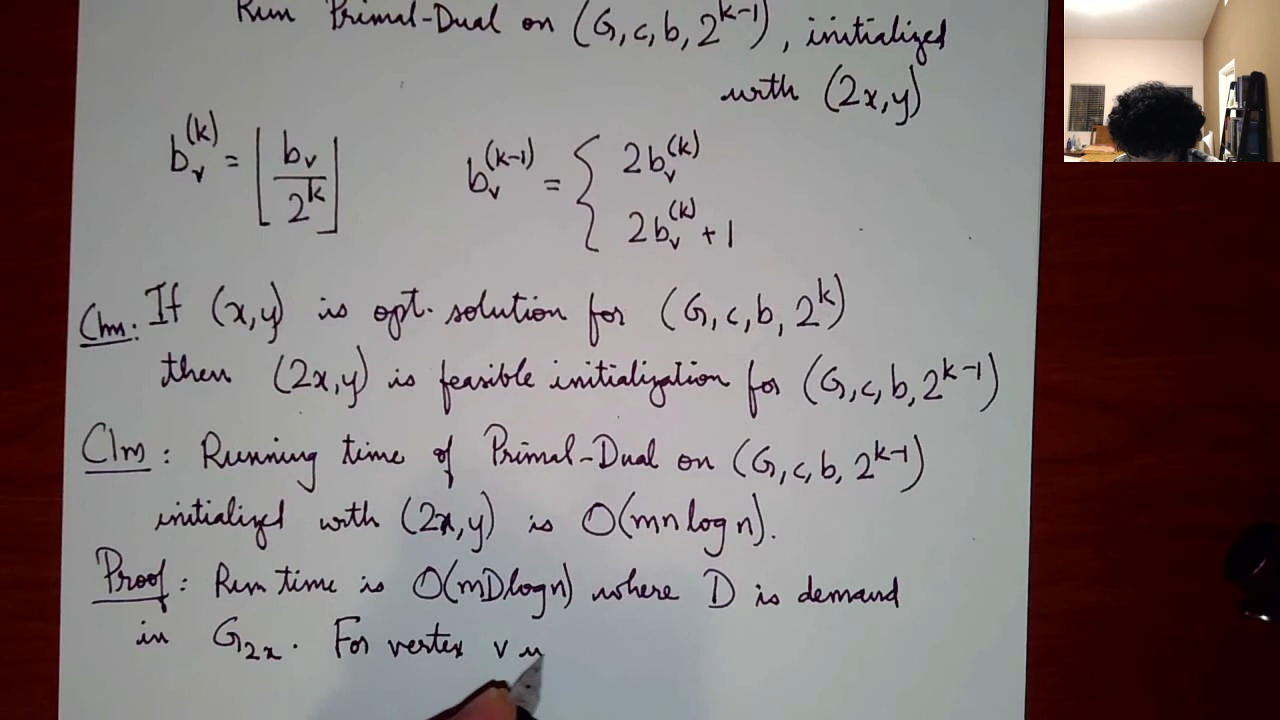 Run Primal-Dual on (G, c, b, 2^{k-1}), initialized
with (2x, y)
b_v^{(k)} = ⌊b_v / 2^k⌋    b_v^{(k-1)} = { 2b_v^{(k)}
2b_v^{(k)} + 1
Clm: If (x, y) is opt. solution for (G, c, b, 2^k)
then (2x, y) is feasible initialization for (G, c, b, 2^{k-1})
Clm: Running time of Primal-Dual on (G, c, b, 2^{k-1})
initialized with (2x, y) is O(mn log n).
Proof: Run time is O(mD log n) where D is demand
in G_{2x}. For vertex v